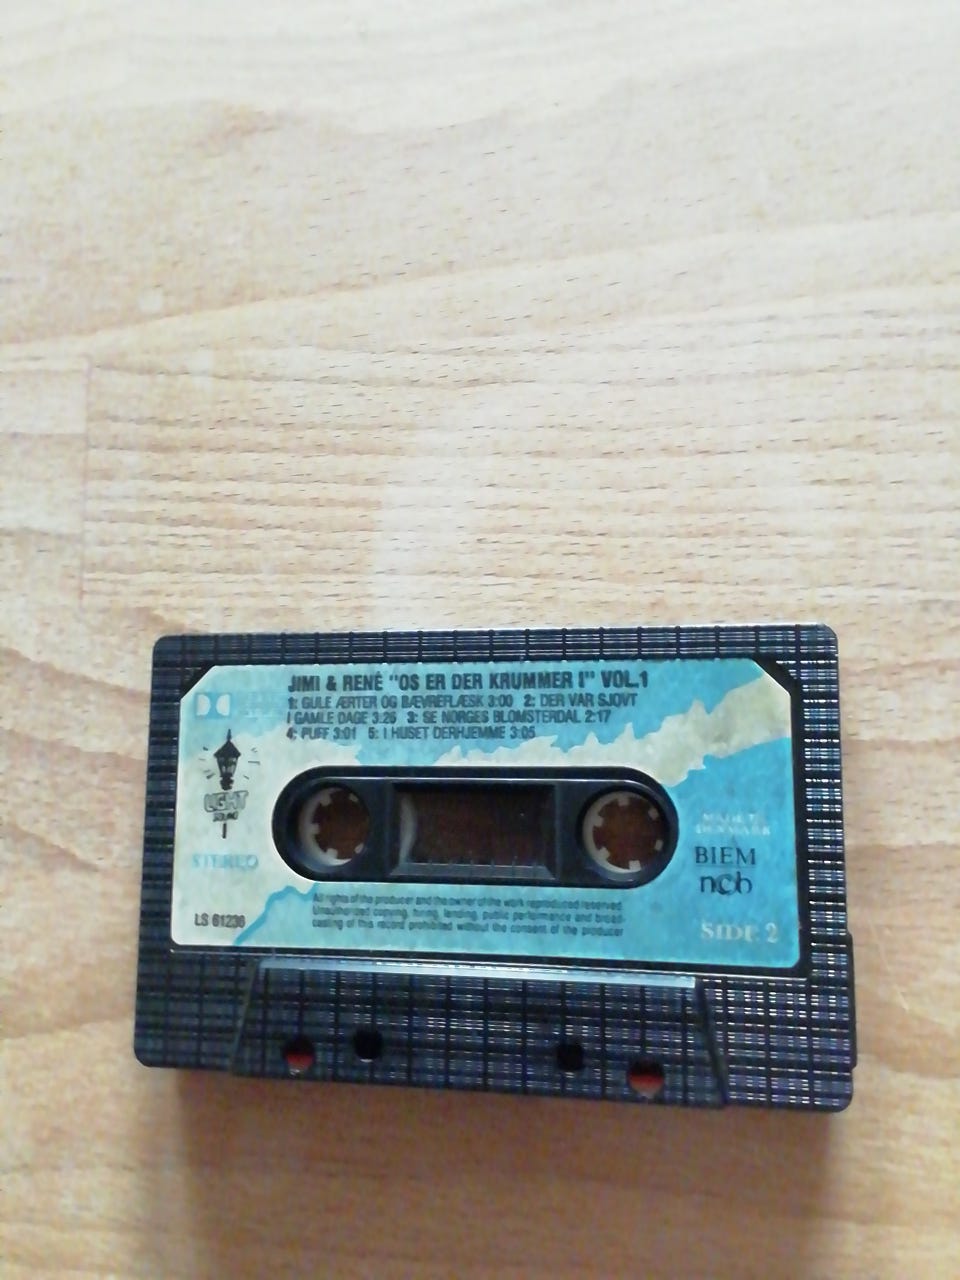 JIMI & RENÉ "OS ER DER KRUMMER I" VOL.1
1: GULE ÆRTER OG BÆVREFLÆSK 3:00 2: DER VAR SJOVT
I GAMLE DAGE 3:25 3: SE NORGES BLOMSTERDAL 2:17
4: PUFF 3:01 5: I HUSET DERHJEMME 3:05
LIGHT
MADE IN
DENMARK
STEREO
BIEM
ncb
All rights of the producer and the owner of the work reproduced reserved.
Unauthorized copying, hiring, lending, public performance and broad-
casting of this record prohibited without the consent of the producer
LS 61230
SIDE 2